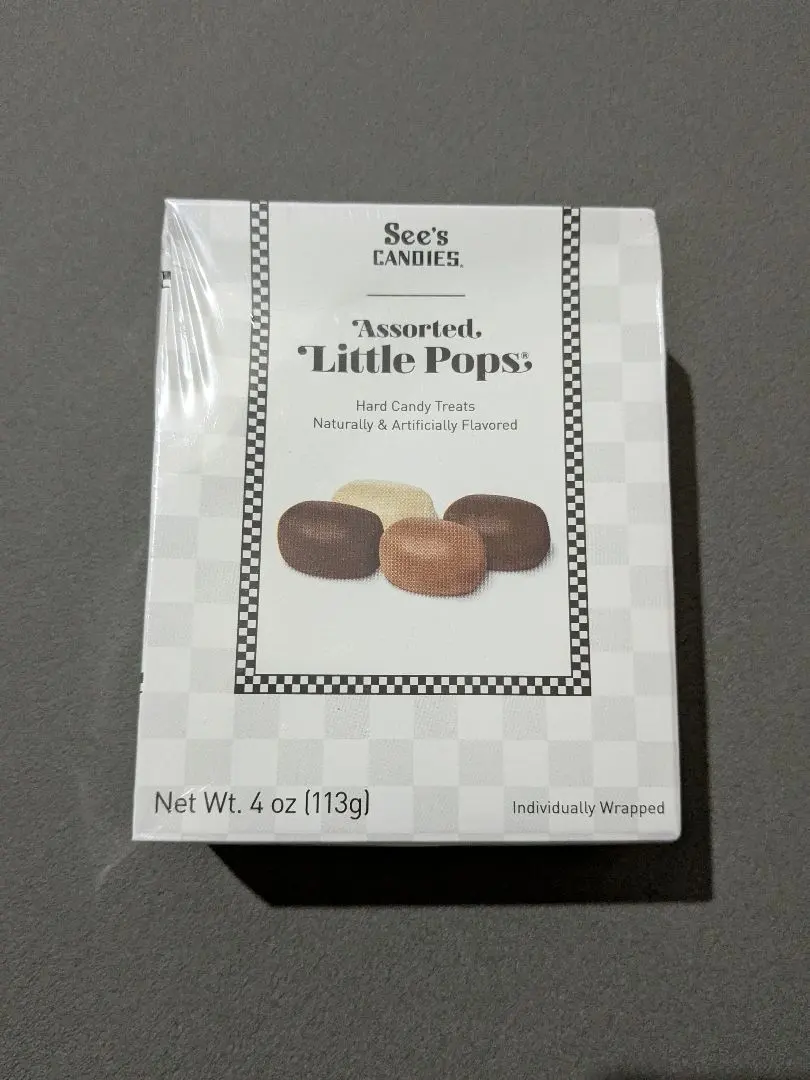 See's
CANDIES®
Assorted
Little Pops®
Hard Candy Treats
Naturally & Artificially Flavored
Net Wt. 4 oz (113g)
Individually Wrapped